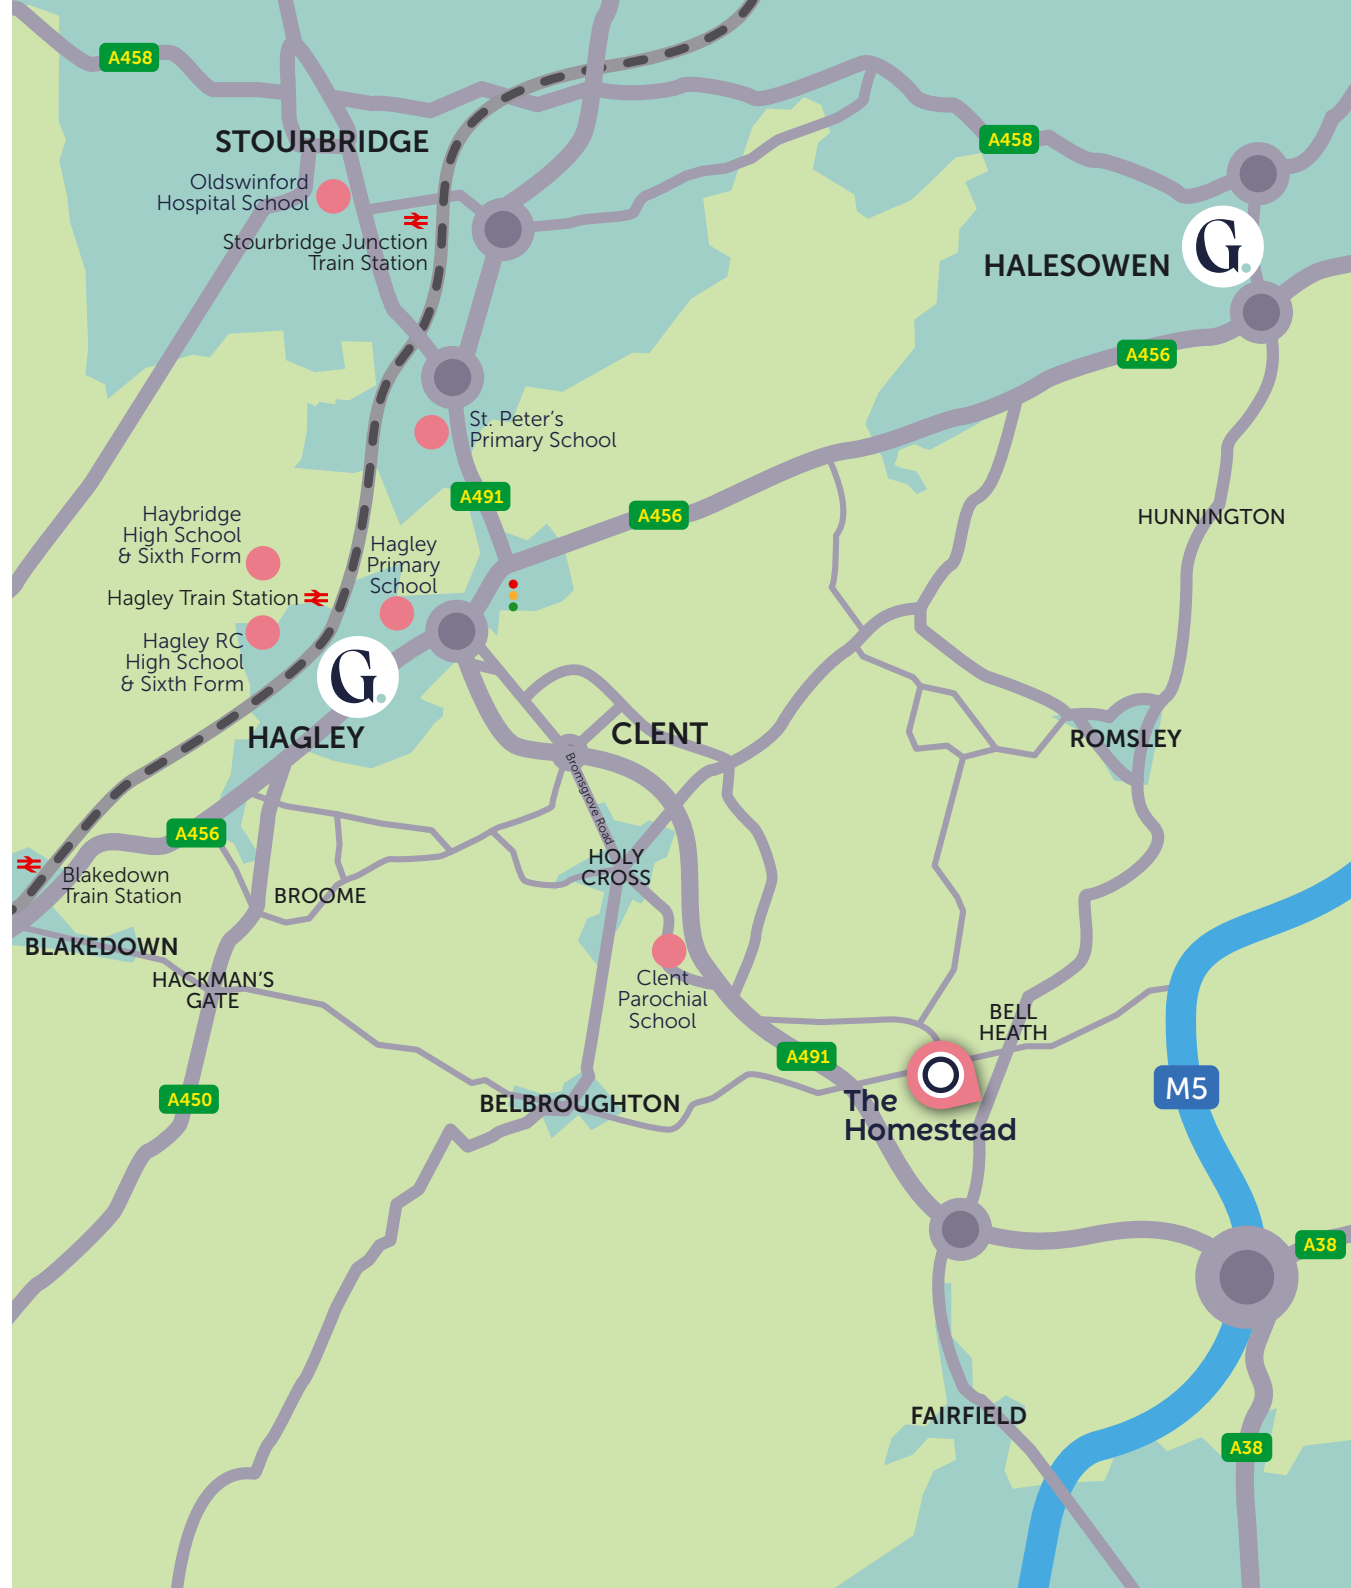 A458
STOURBRIDGE
Oldswinford
Hospital School
Stourbridge Junction
Train Station
A458
G.
HALESOWEN
A456
St. Peter's
Primary School
A491
A456
HUNNINGTON
Haybridge
High School
& Sixth Form
Hagley
Primary
School
Hagley Train Station
Hagley RC
High School
& Sixth Form
G.
HAGLEY
CLENT
ROMSLEY
Bromsgrove Road
A456
HOLY
CROSS
Blakedown
Train Station
BROOME
BLAKEDOWN
HACKMAN'S
GATE
Clent
Parochial
School
BELL
HEATH
A491
M5
A450
BELBROUGHTON
The
Homestead
A38
FAIRFIELD
A38